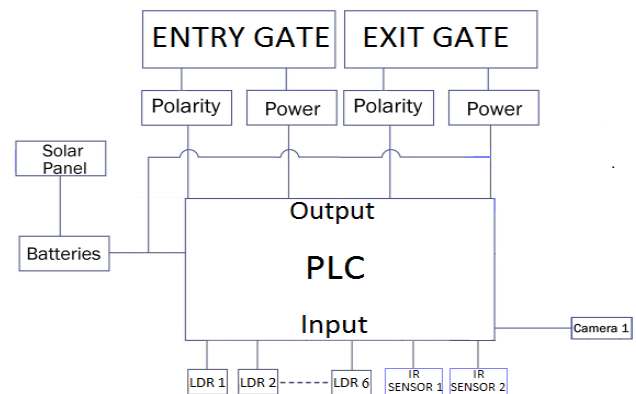 ENTRY GATE
EXIT GATE
Polarity
Power
Polarity
Power
Solar
Panel
Batteries
Output
PLC
Input
Camera 1
LDR 1
LDR 2
LDR 6
IR
SENSOR 1
IR
SENSOR 2